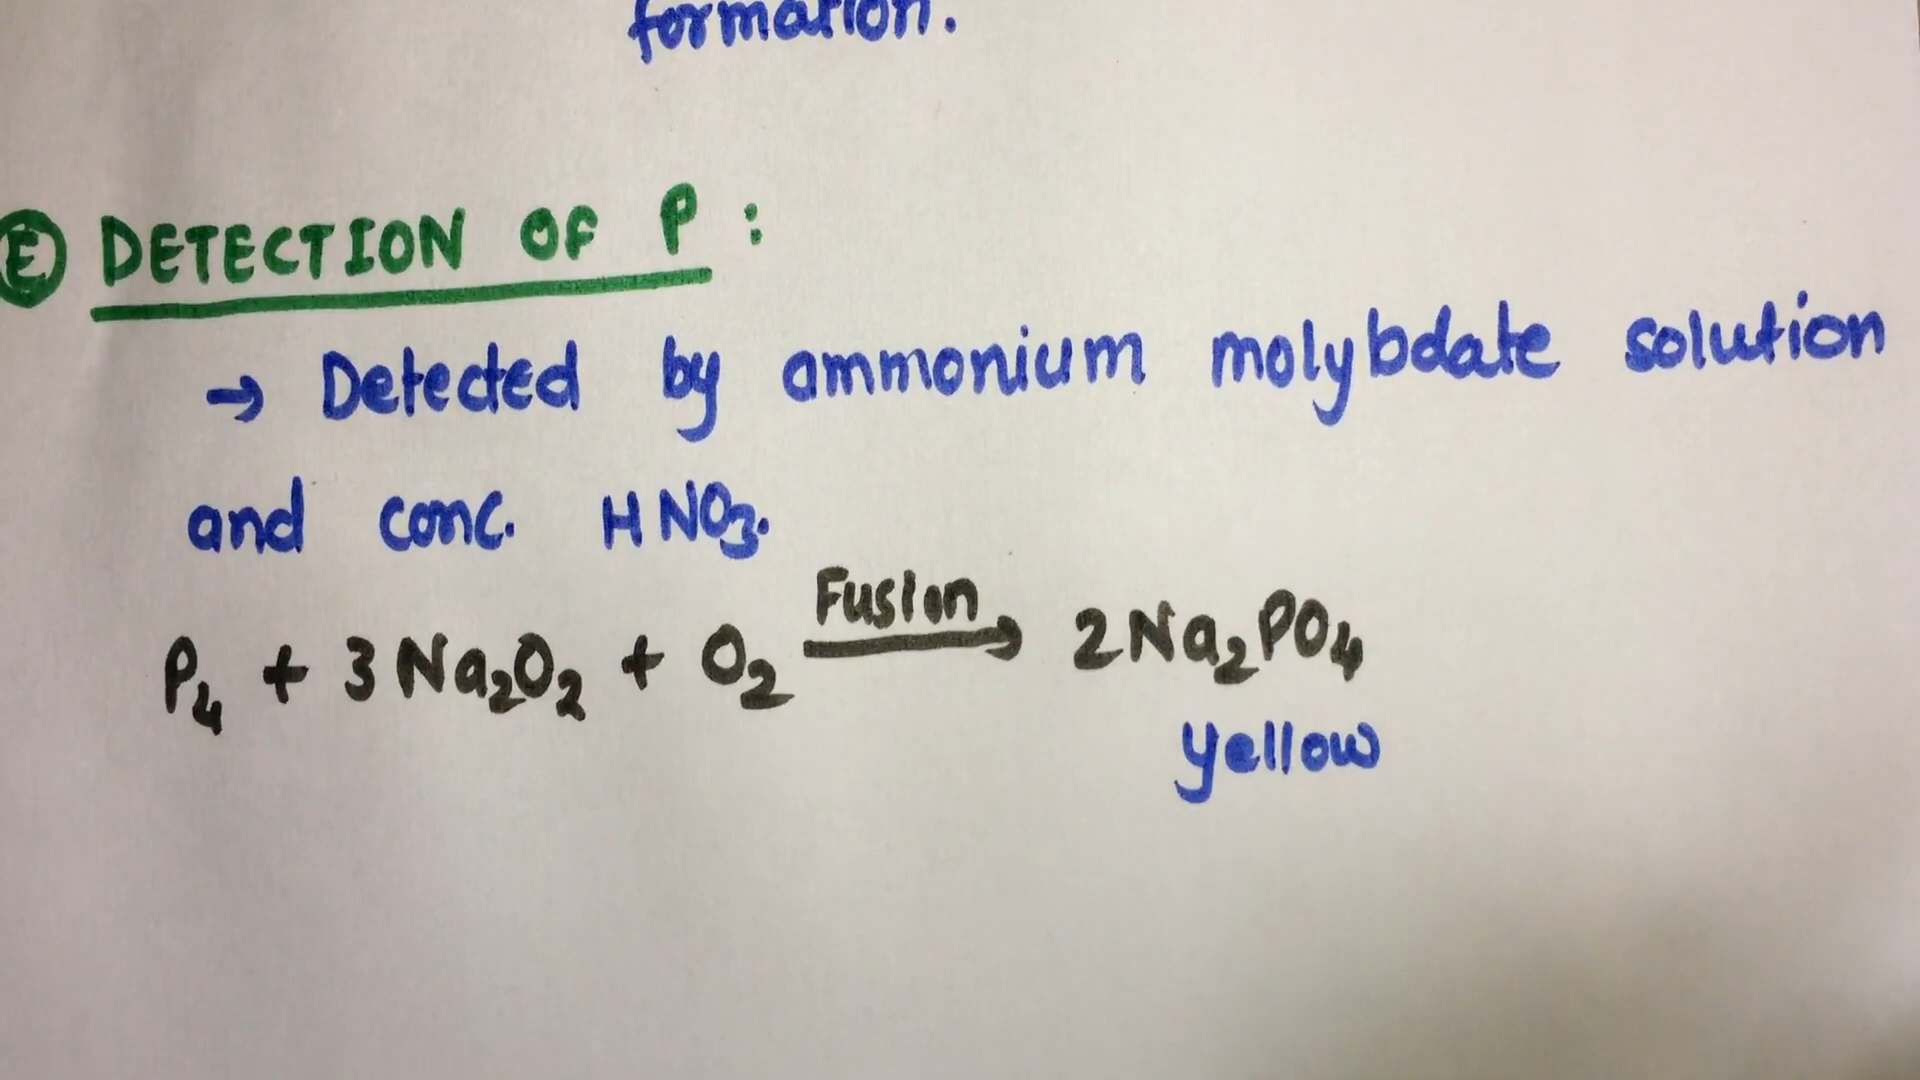 formation.
Ⓔ DETECTION OF P :
→ Detected by ammonium molybdate solution
and conc. HNO₃.
P₄ + 3Na₂O₂ + O₂ Fusion → 2Na₂PO₄
yellow